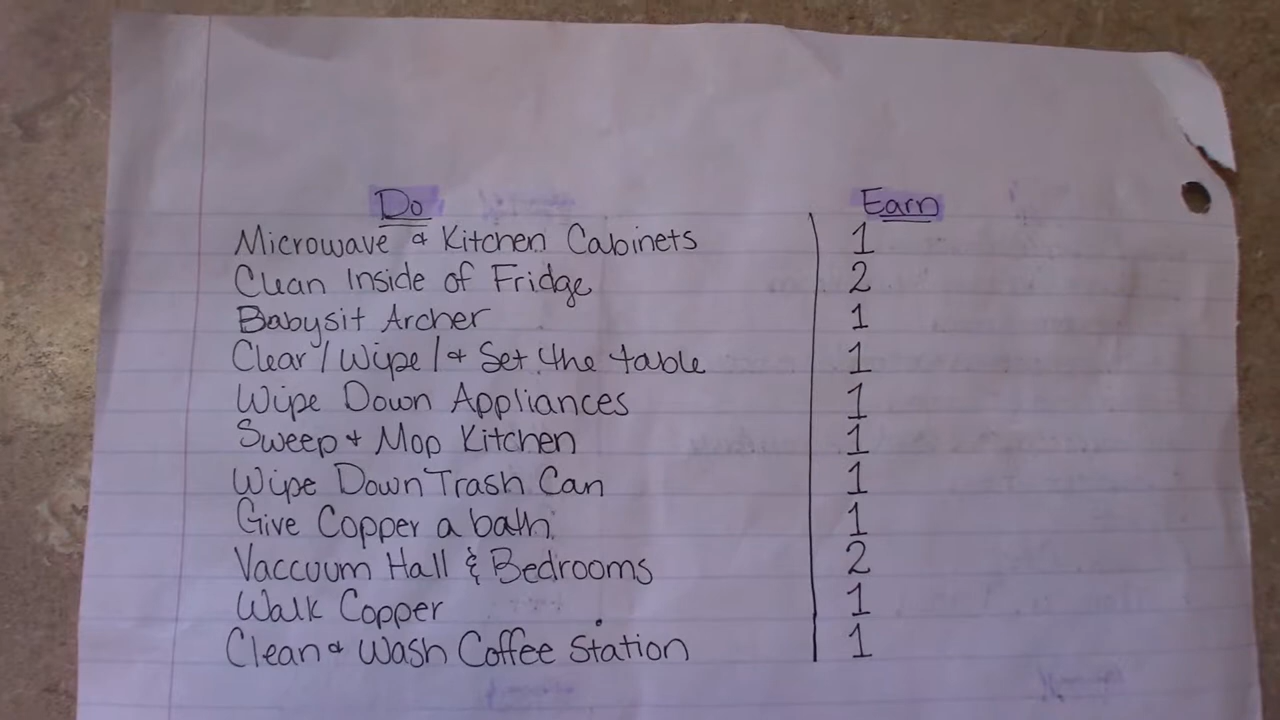 Do Earn
Microwave & Kitchen Cabinets 1
Clean Inside of Fridge 2
Babysit Archer 1
Clear/Wipe/& Set the table 1
Wipe Down Appliances 1
Sweep & Mop Kitchen 1
Wipe Down Trash Can 1
Give Copper a bath 1
Vaccuum Hall & Bedrooms 2
Walk Copper 1
Clean & Wash Coffee Station 1